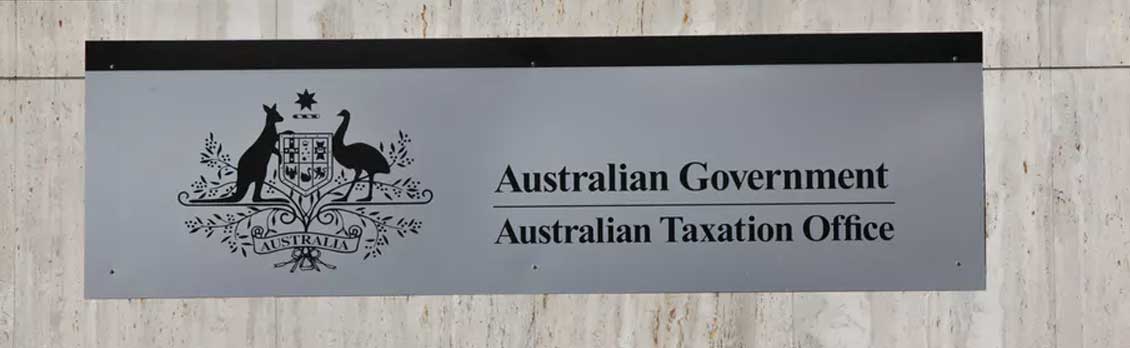 AUSTRALIA
Australian Government
Australian Taxation Office